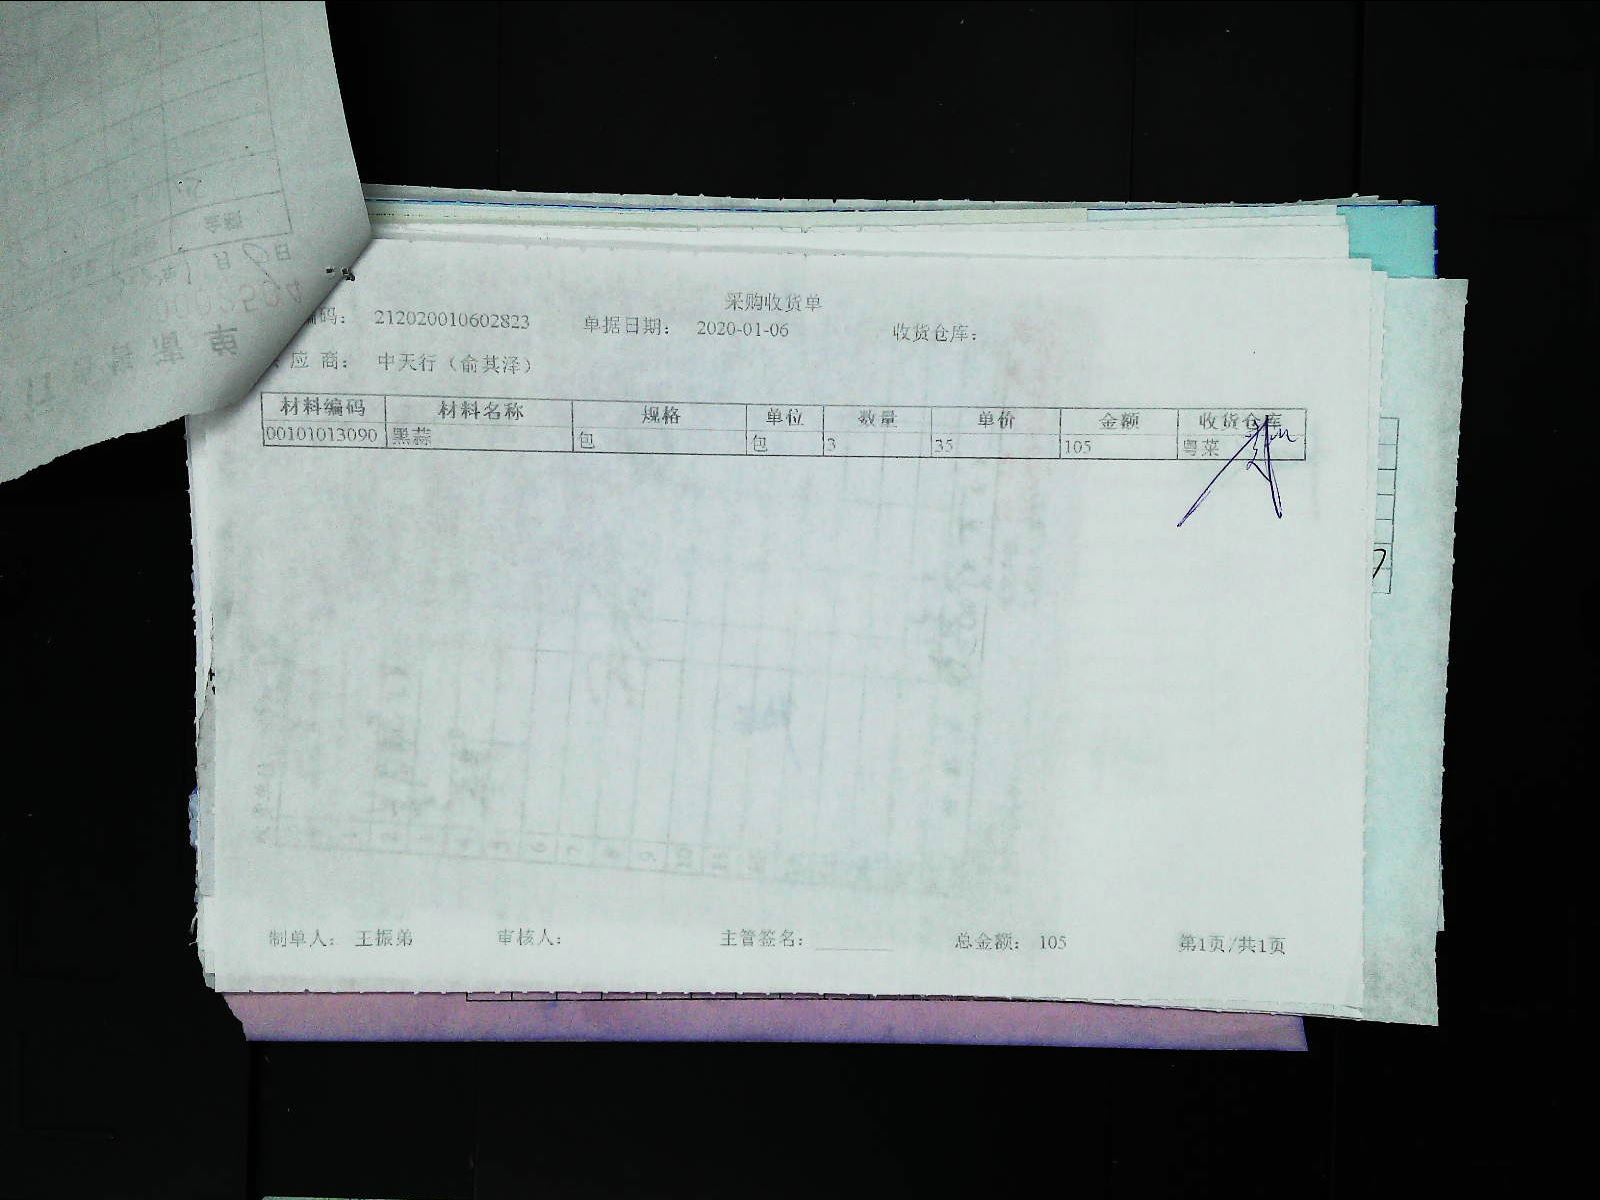 采购收货单
码： 212020010602823 单据日期： 2020-01-06 收货仓库：
应 商： 中天行（俞其泽）
材料编码 材料名称 规格 单位 数量 单价 金额 收货仓库
00101013090 黑蒜 包 包 3 35 105 粤菜
制单人： 王振弟 审核人： 主管签名： 总金额： 105 第1页/共1页